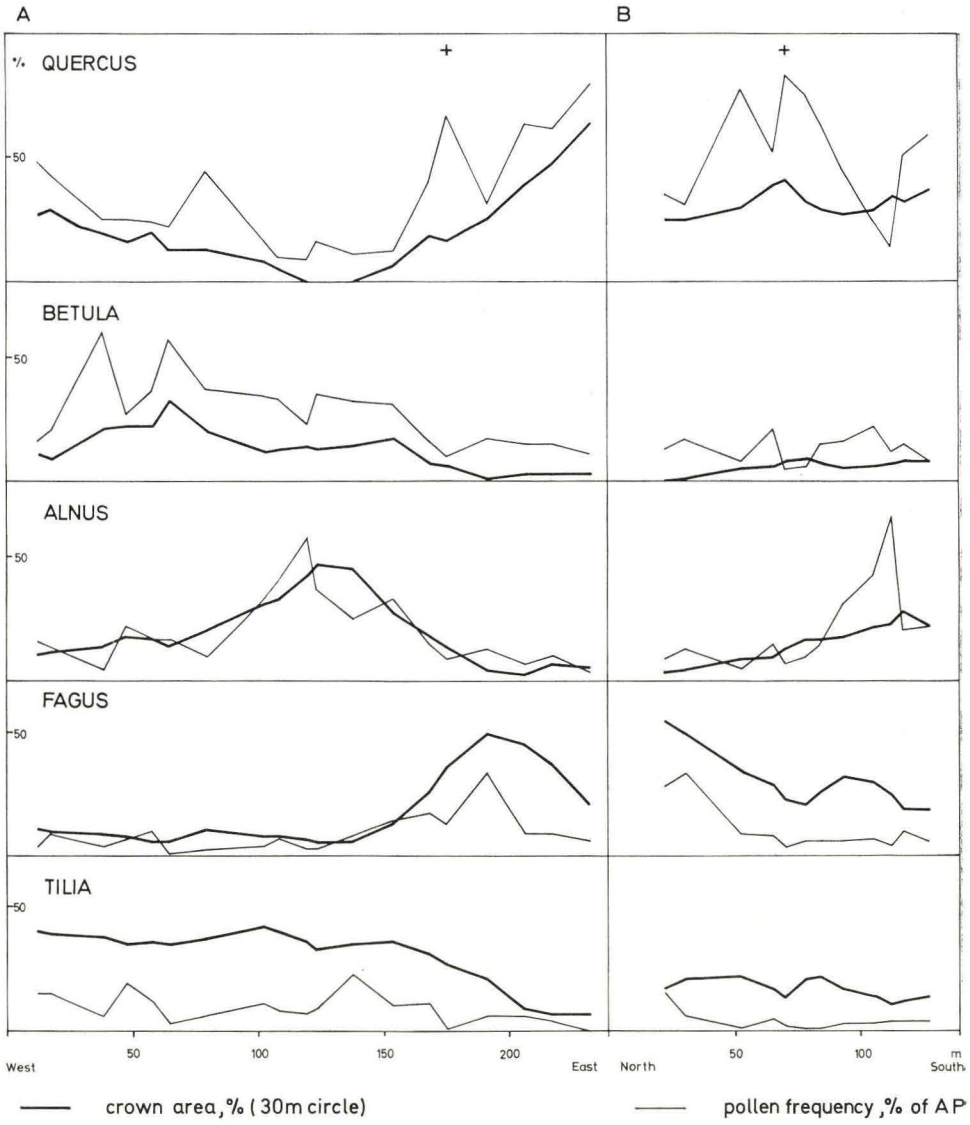 A B
% QUERCUS
50
BETULA
50
ALNUS
50
FAGUS
50
TILIA
50
50 100 150 200 50 100 m
West East North South
crown area, % (30m circle) pollen frequency, % of AP